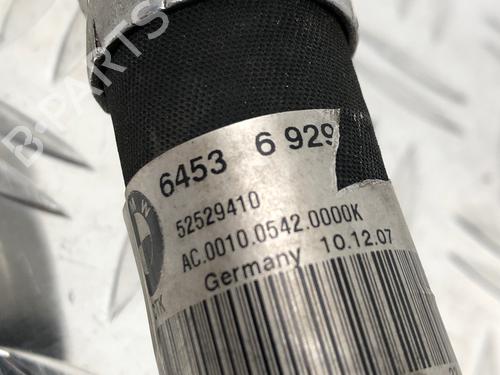 B-PARTS
6453 6 929
52529410
AC.0010.0542.0000K
Germany 10.12.07